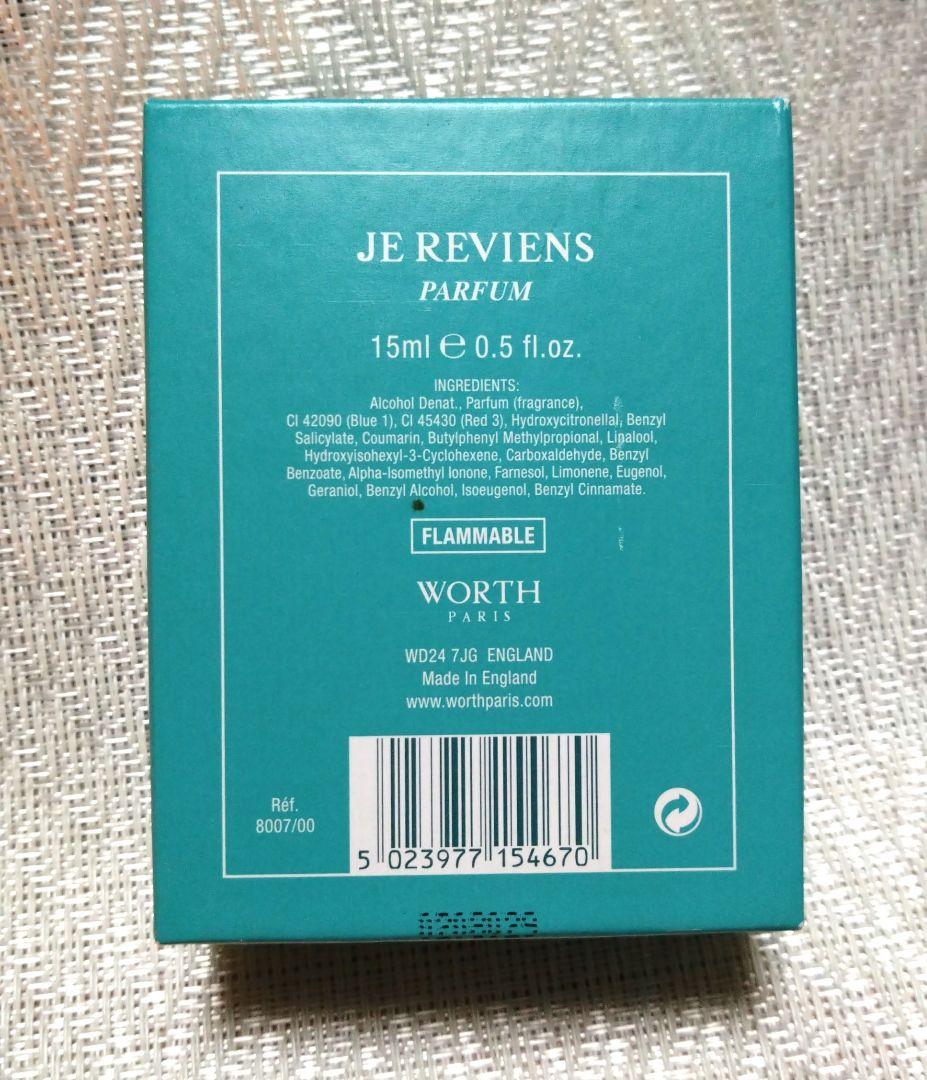 JE REVIENS
PARFUM
15ml ℮ 0.5 fl.oz.
INGREDIENTS:
Alcohol Denat., Parfum (fragrance),
CI 42090 (Blue 1), CI 45430 (Red 3), Hydroxycitronellal, Benzyl
Salicylate, Coumarin, Butylphenyl Methylpropional, Linalool,
Hydroxyisohexyl-3-Cyclohexene, Carboxaldehyde, Benzyl
Benzoate, Alpha-Isomethyl Ionone, Farnesol, Limonene, Eugenol,
Geraniol, Benzyl Alcohol, Isoeugenol, Benzyl Cinnamate.
FLAMMABLE
WORTH
PARIS
WD24 7JG ENGLAND
Made In England
www.worthparis.com
Réf.
8007/00
5 023977 154670